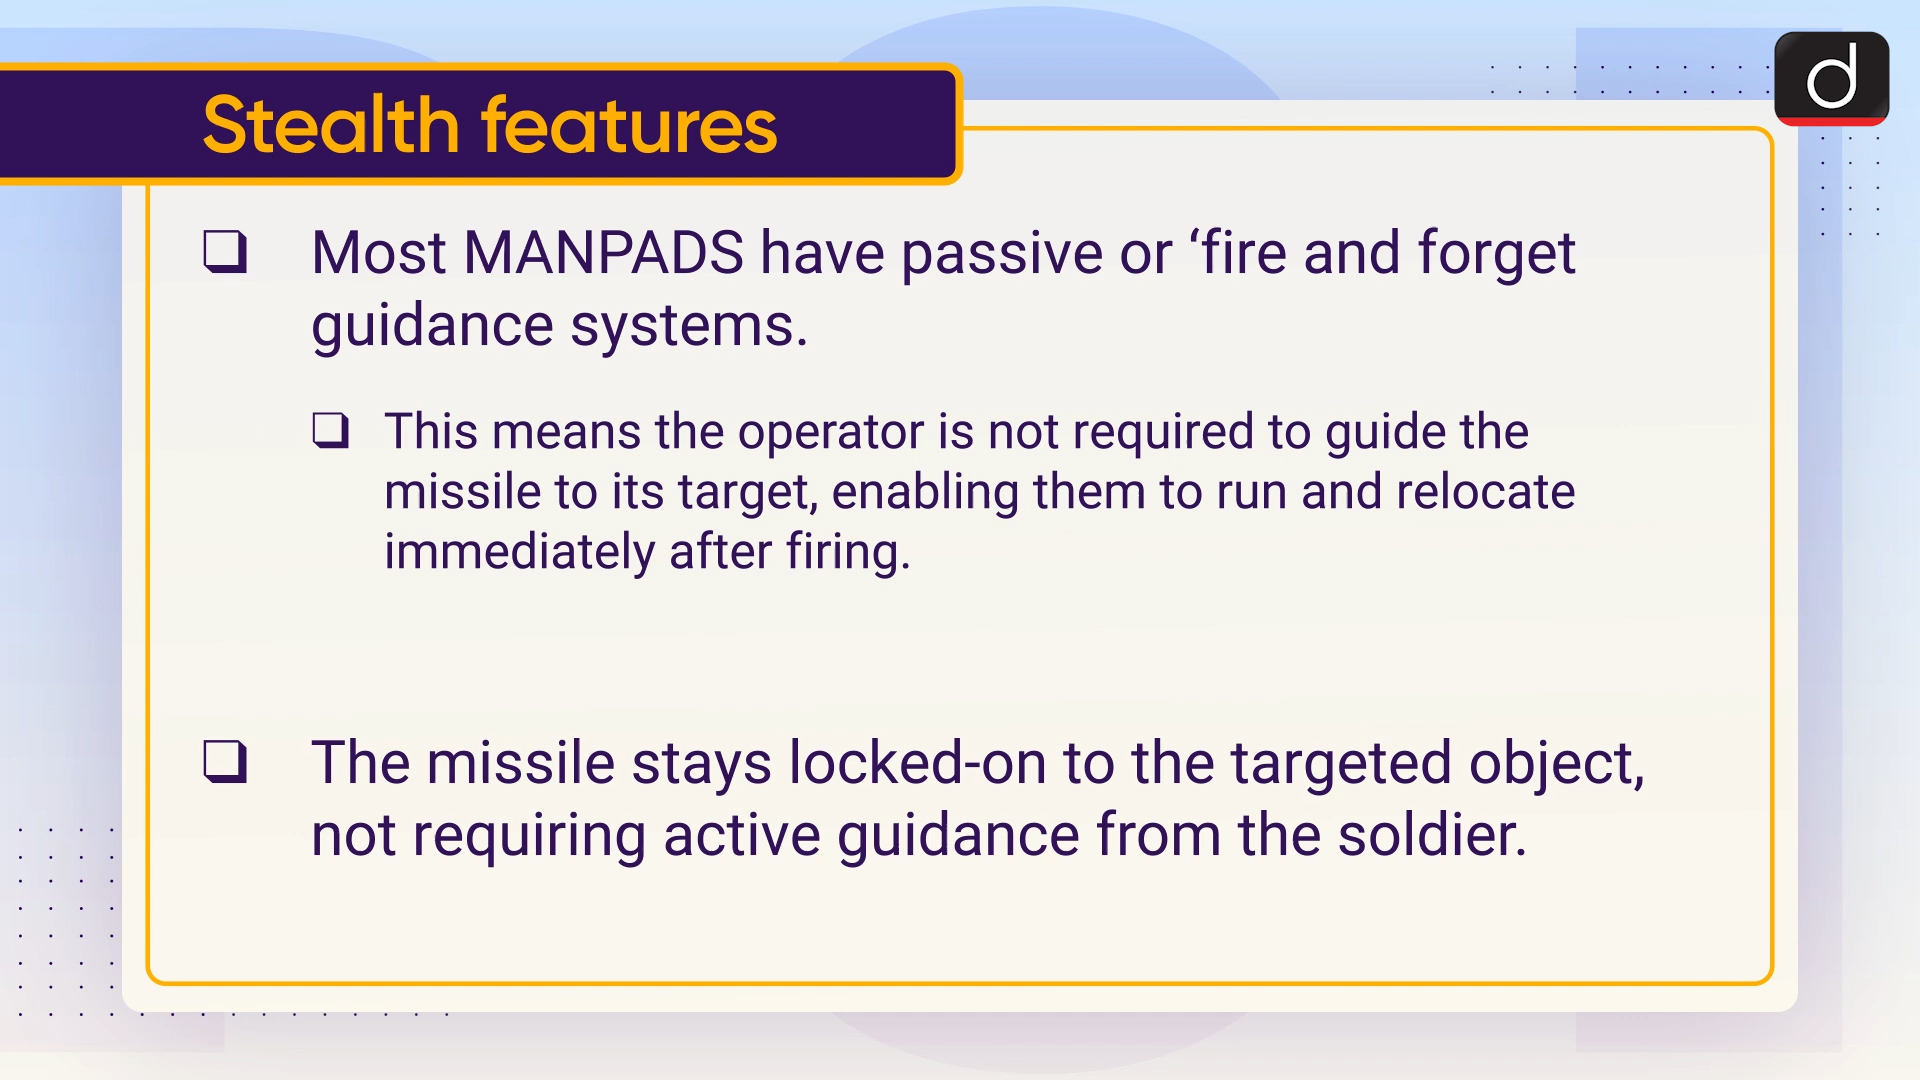 Stealth features
d
❑ Most MANPADS have passive or ‘fire and forget
guidance systems.
❑ This means the operator is not required to guide the
missile to its target, enabling them to run and relocate
immediately after firing.
❑ The missile stays locked-on to the targeted object,
not requiring active guidance from the soldier.